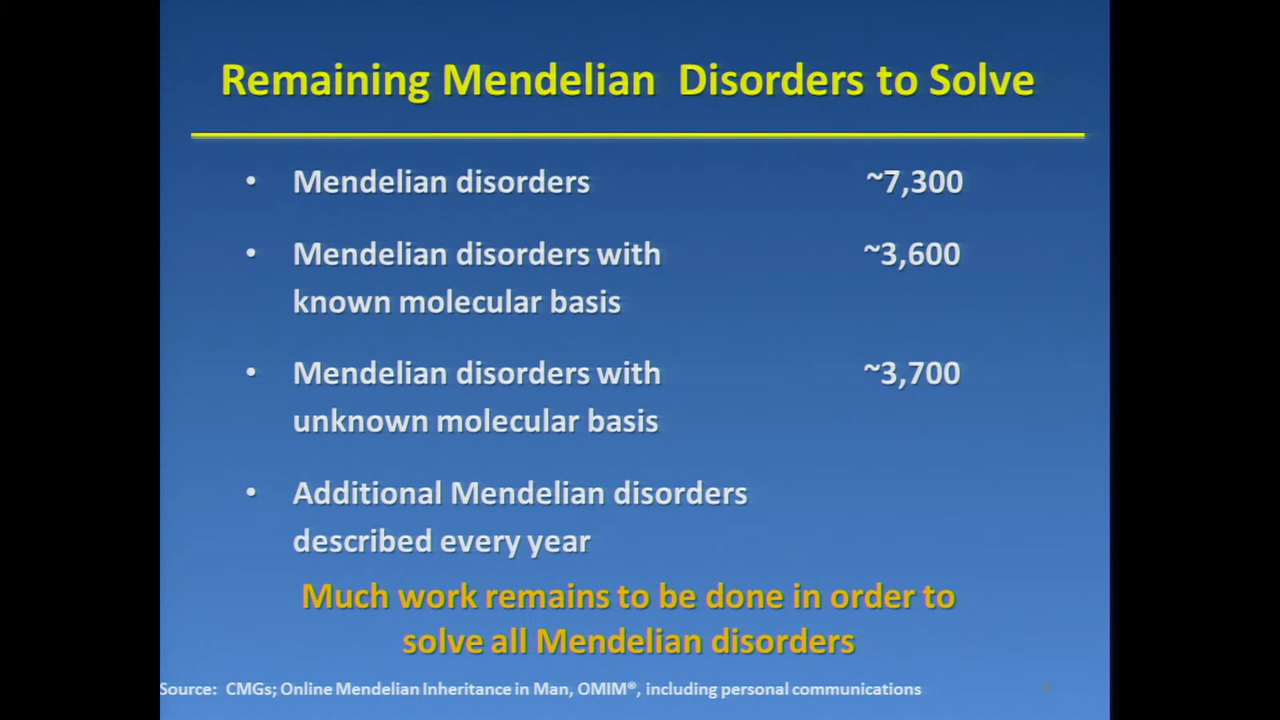 Remaining Mendelian Disorders to Solve
• Mendelian disorders ~7,300
• Mendelian disorders with ~3,600
known molecular basis
• Mendelian disorders with ~3,700
unknown molecular basis
• Additional Mendelian disorders
described every year
Much work remains to be done in order to
solve all Mendelian disorders
Source: CMGs; Online Mendelian Inheritance in Man, OMIM®, including personal communications